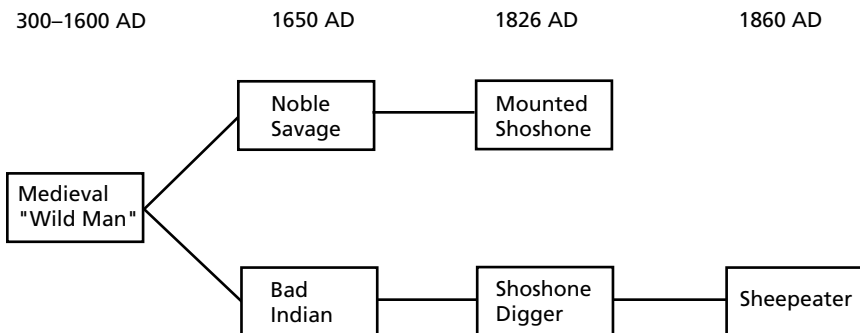 300–1600 AD 1650 AD 1826 AD 1860 AD
Noble
Savage
Mounted
Shoshone
Medieval
"Wild Man"
Bad
Indian
Shoshone
Digger
Sheepeater